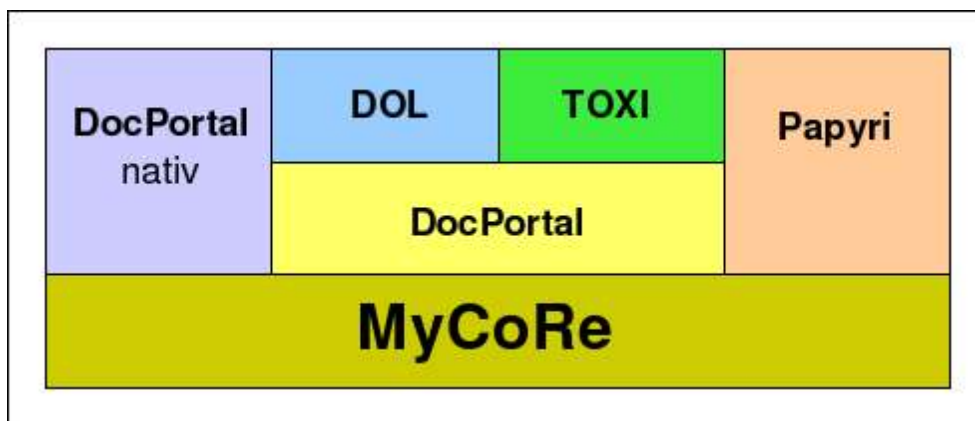 DocPortal
nativ
DOL
TOXI
Papyri
DocPortal
MyCoRe